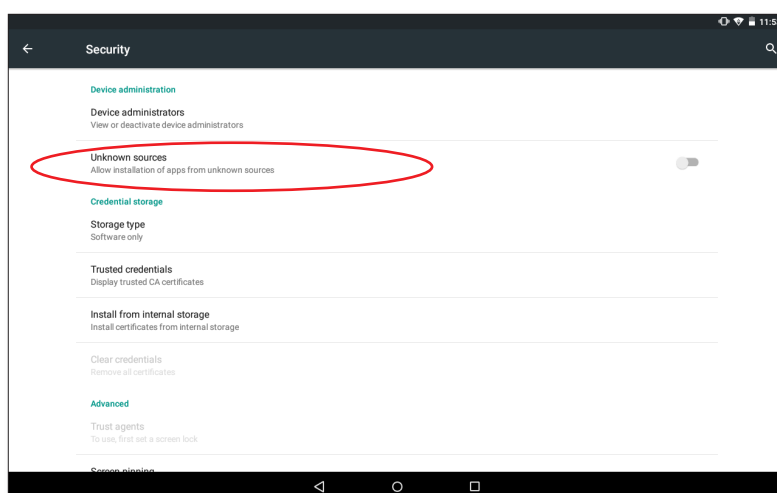 11:5
Security
Device administration
Device administrators
View or deactivate device administrators
Unknown sources
Allow installation of apps from unknown sources
Credential storage
Storage type
Software only
Trusted credentials
Display trusted CA certificates
Install from internal storage
Install certificates from internal storage
Clear credentials
Remove all certificates
Advanced
Trust agents
To use, first set a screen lock
Screen pinning